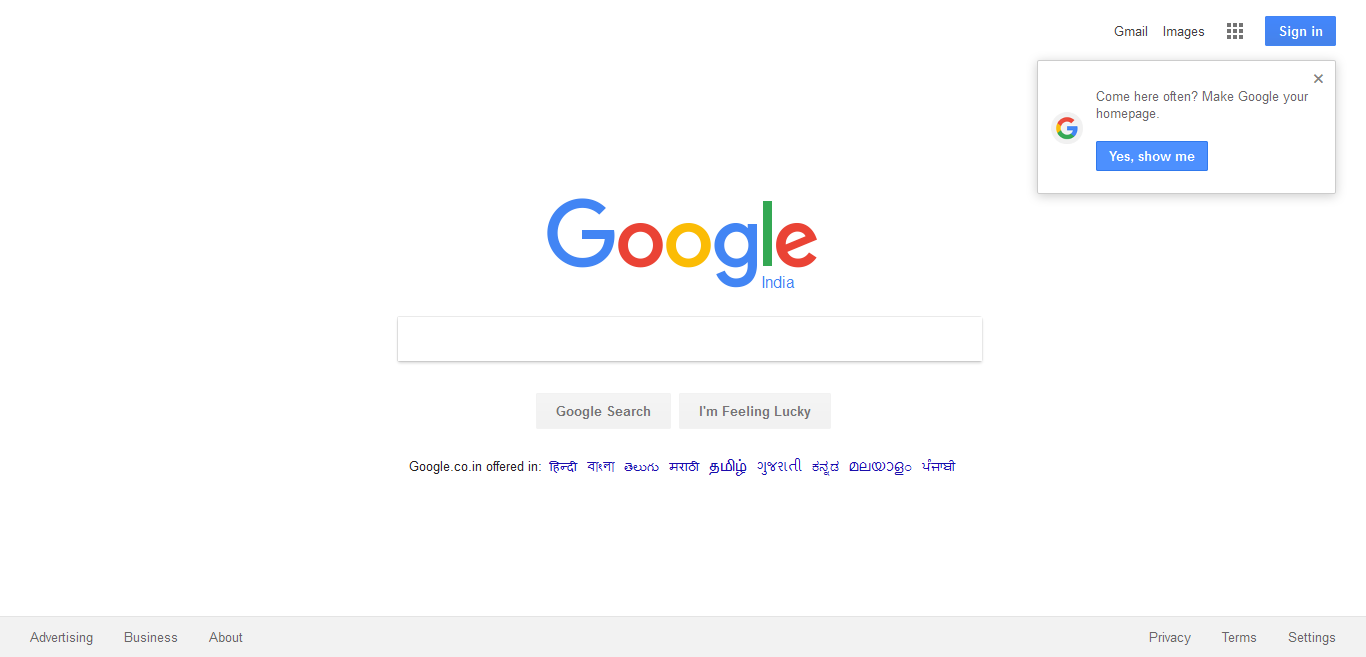 Gmail Images Sign in
Come here often? Make Google your
homepage.
Yes, show me
Google
India
Google Search I'm Feeling Lucky
Google.co.in offered in: हिन्दी বাংলা తెలుగు मराठी தமிழ் ગુજરાતી ಕನ್ನಡ മലയാളം ਪੰਜਾਬੀ
Advertising Business About Privacy Terms Settings